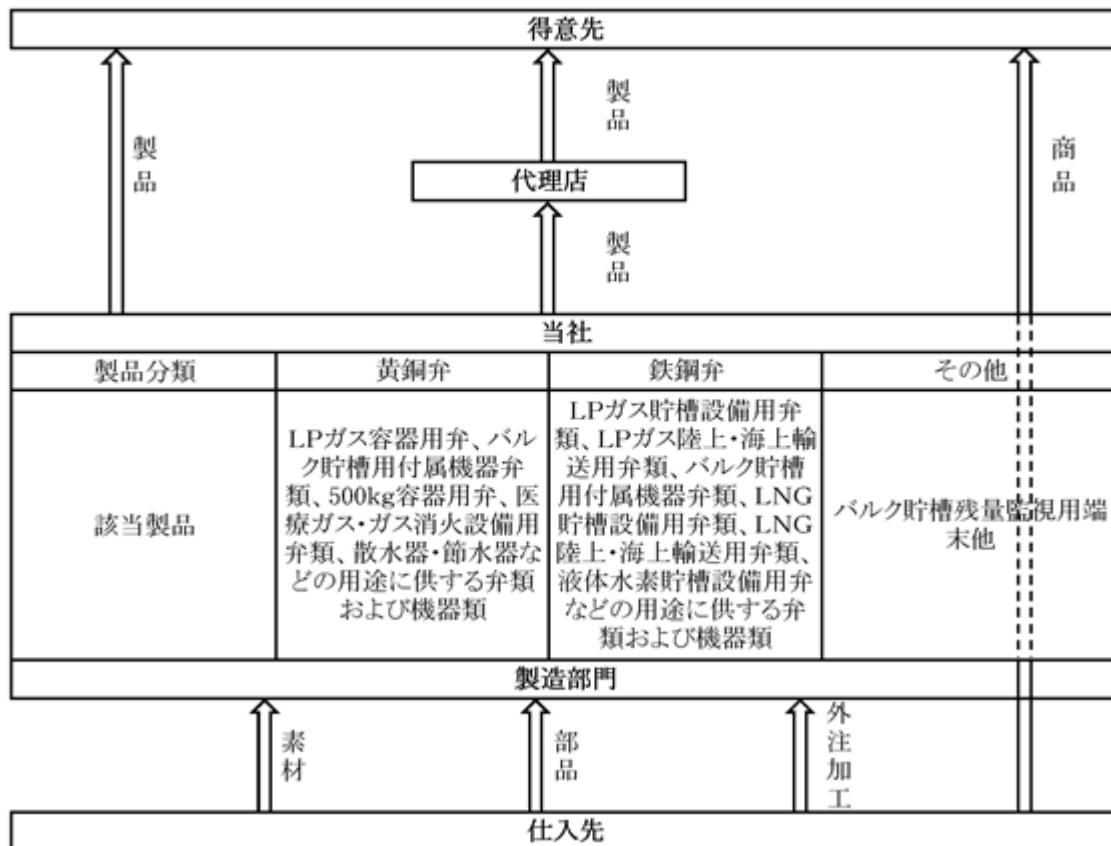 得意先
製品
製品
商品
代理店
製品
当社
製品分類
黄銅弁
鉄鋼弁
その他
該当製品
LPガス容器用弁、バル
ク貯槽用付属機器弁
類、500kg容器用弁、医
療ガス・ガス消火設備用
弁類、散水器・節水器な
どの用途に供する弁類
および機器類
LPガス貯槽設備用弁
類、LPガス陸上・海上輸
送用弁類、バルク貯槽
用付属機器弁類、LNG
貯槽設備用弁類、LNG
陸上・海上輸送用弁類、
液体水素貯槽設備用弁
などの用途に供する弁
類および機器類
バルク貯槽残量監視用端
末他
製造部門
素材
部品
外注加工
仕入先